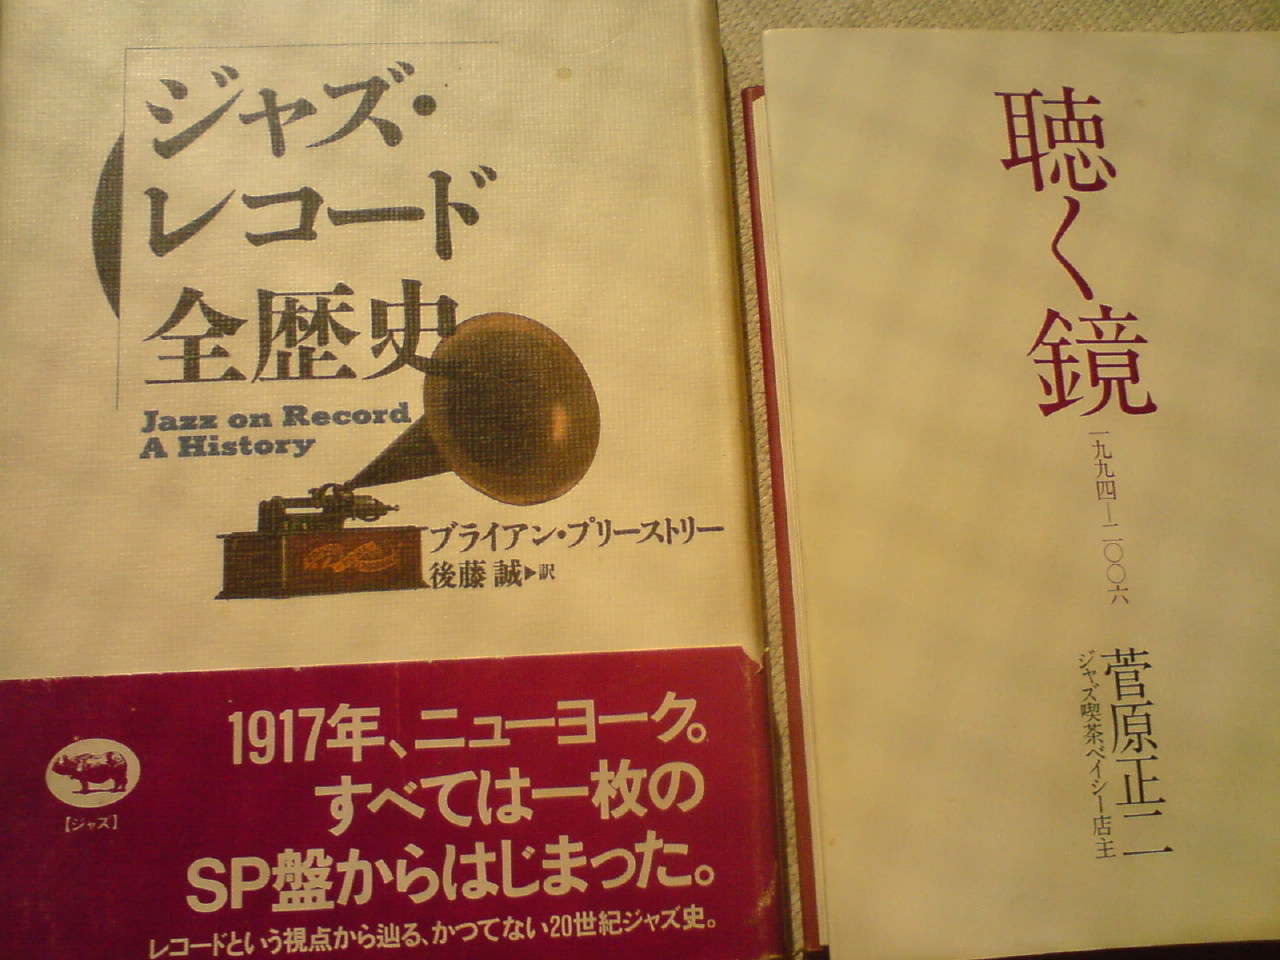 ジャズ・
レコード
全歴史
Jazz on Record
A History
ブライアン・プリーストリー
後藤 誠▶訳
1917年、ニューヨーク。
すべては一枚の
SP盤からはじまった。
レコードという視点から辿る、かつてない20世紀ジャズ史。
【ジャズ】
聴く鏡
一九九四—二〇〇六
菅原正二
ジャズ喫茶ベイシー店主